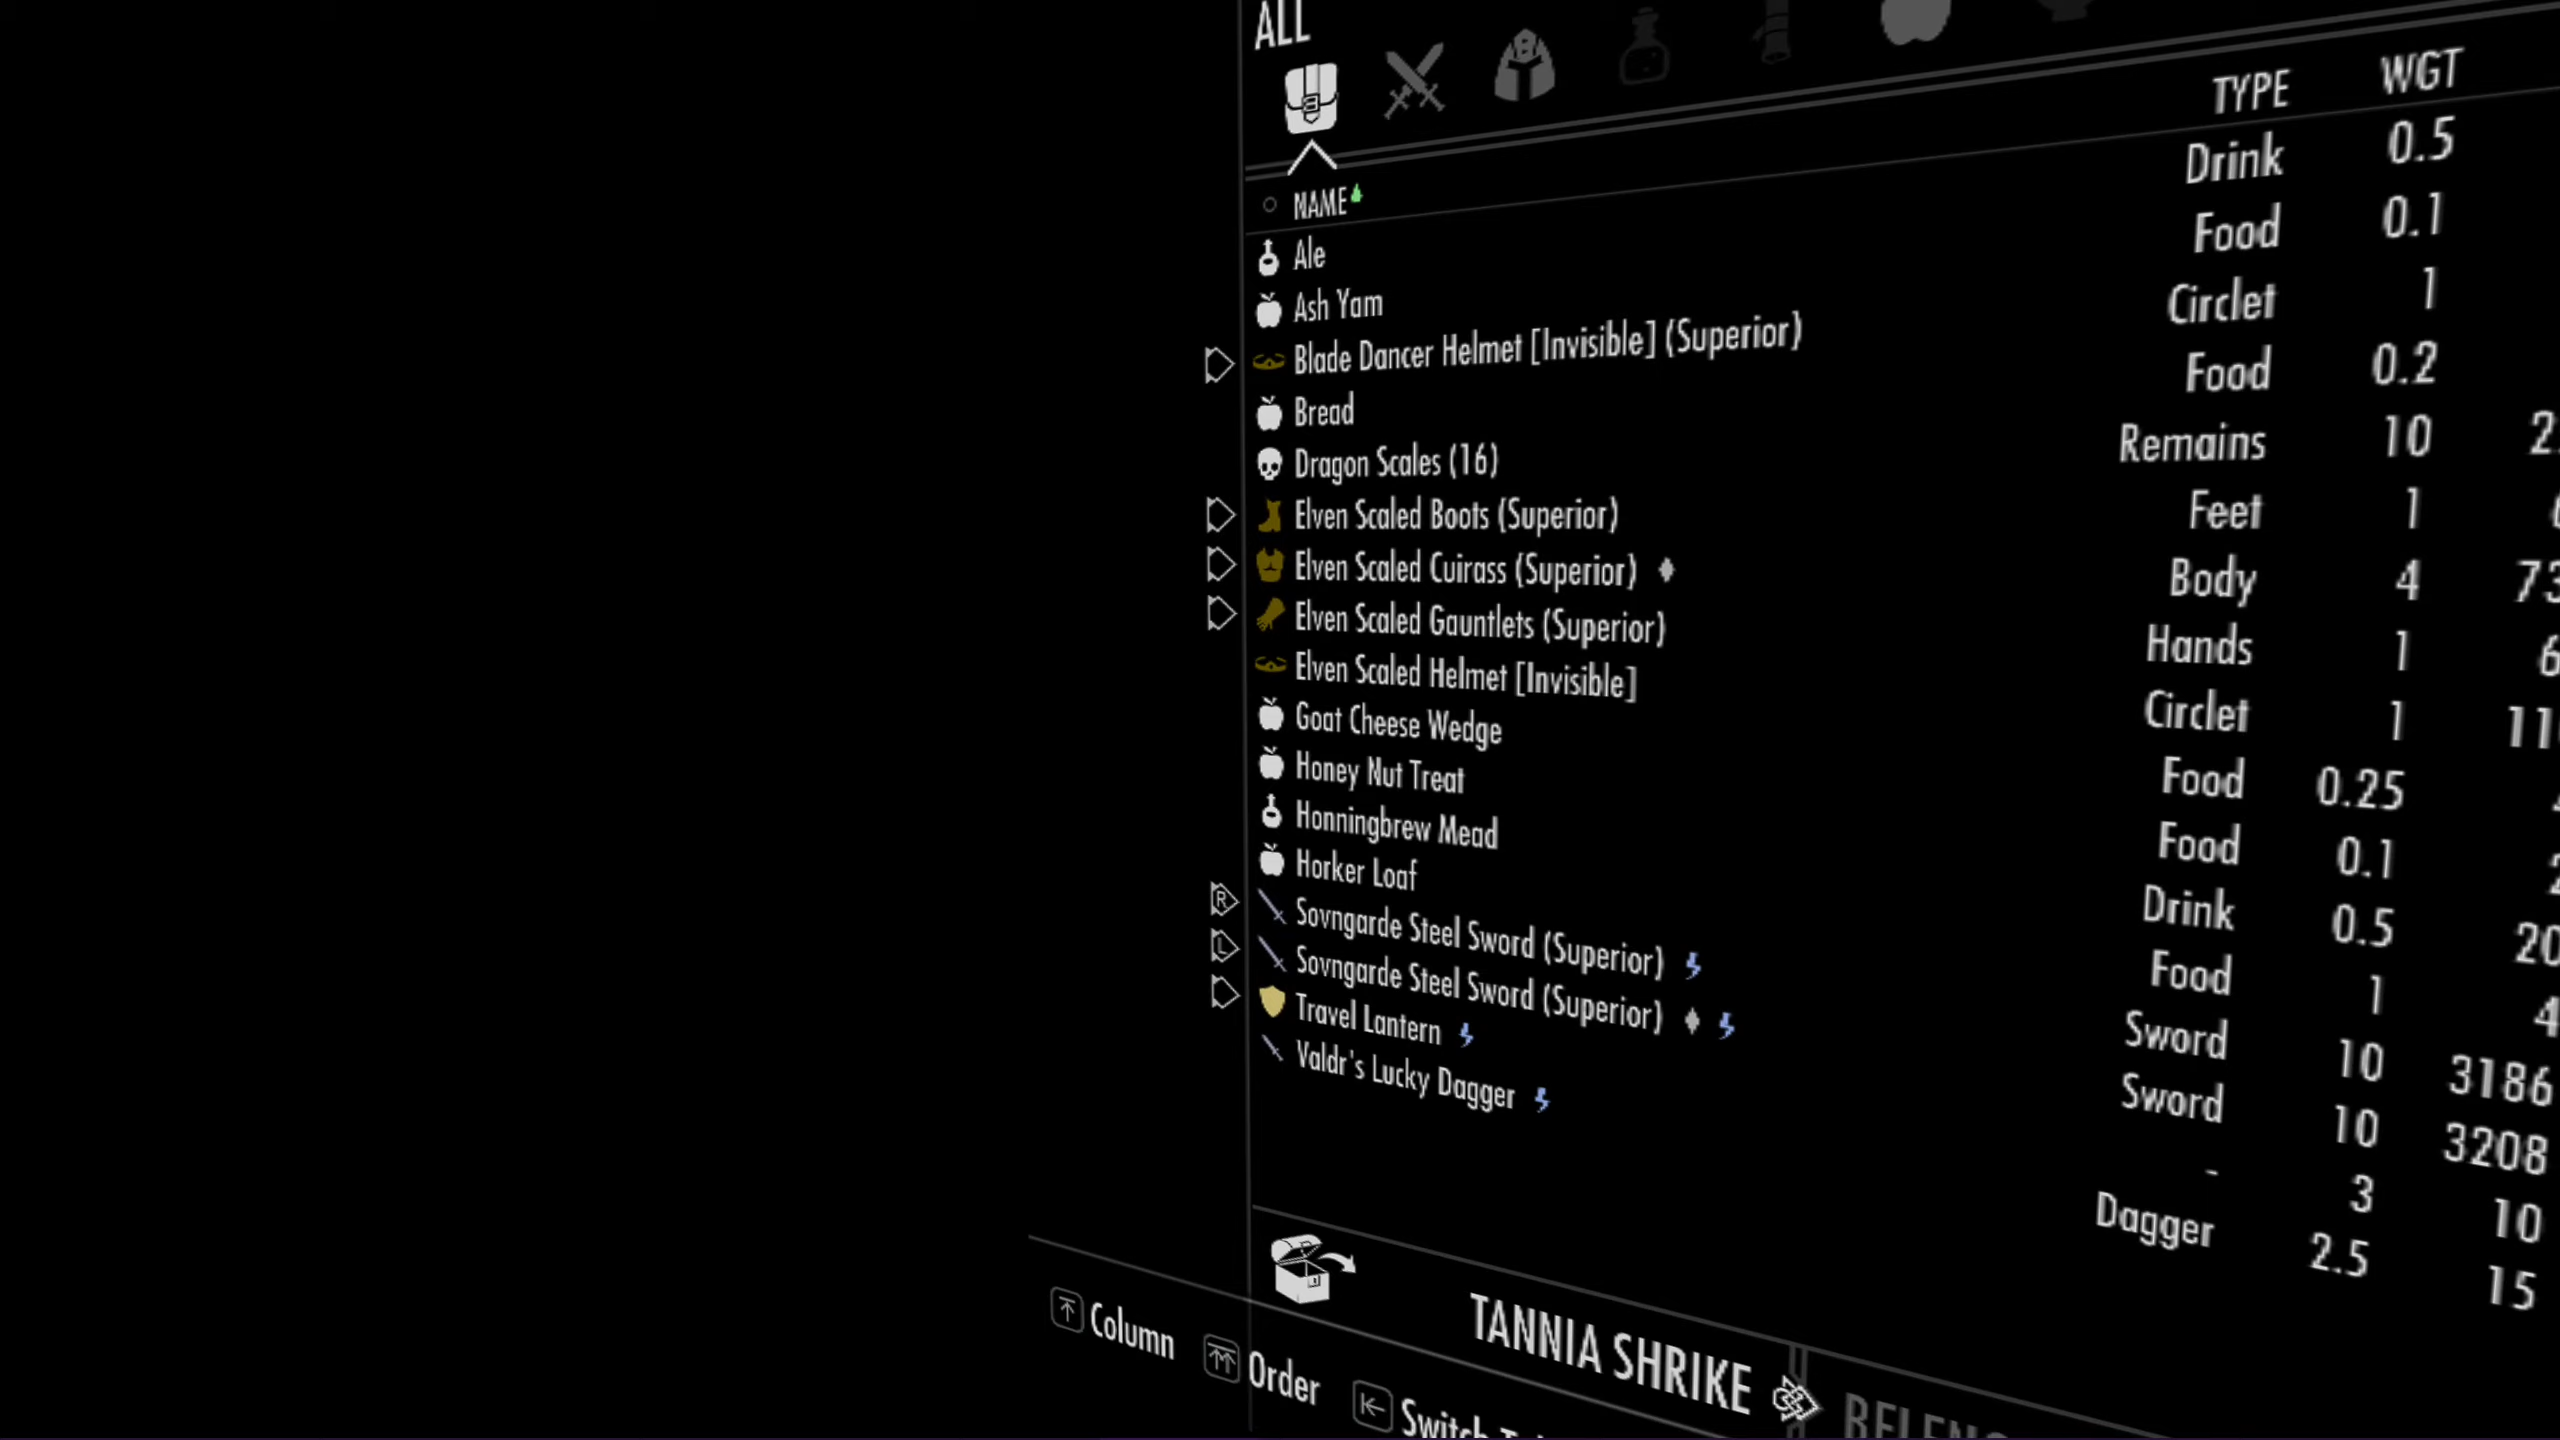 ALL
NAME TYPE WGT
Ale Drink 0.5
Ash Yam Food 0.1
Blade Dancer Helmet [Invisible] (Superior) Circlet 1
Bread Food 0.2
Dragon Scales (16) Remains 10
Elven Scaled Boots (Superior) Feet 1
Elven Scaled Cuirass (Superior) Body 4
Elven Scaled Gauntlets (Superior) Hands 1
Elven Scaled Helmet [Invisible] Circlet 1
Goat Cheese Wedge Food 0.25
Honey Nut Treat Food 0.1
Honningbrew Mead Drink 0.5
Horker Loaf Food 1
R Sovngarde Steel Sword (Superior) Sword 10 3186
L Sovngarde Steel Sword (Superior) Sword 10 3208
Travel Lantern - 3 10
Valdr's Lucky Dagger Dagger 2.5 15
TANNIA SHRIKE
Column Order Switch